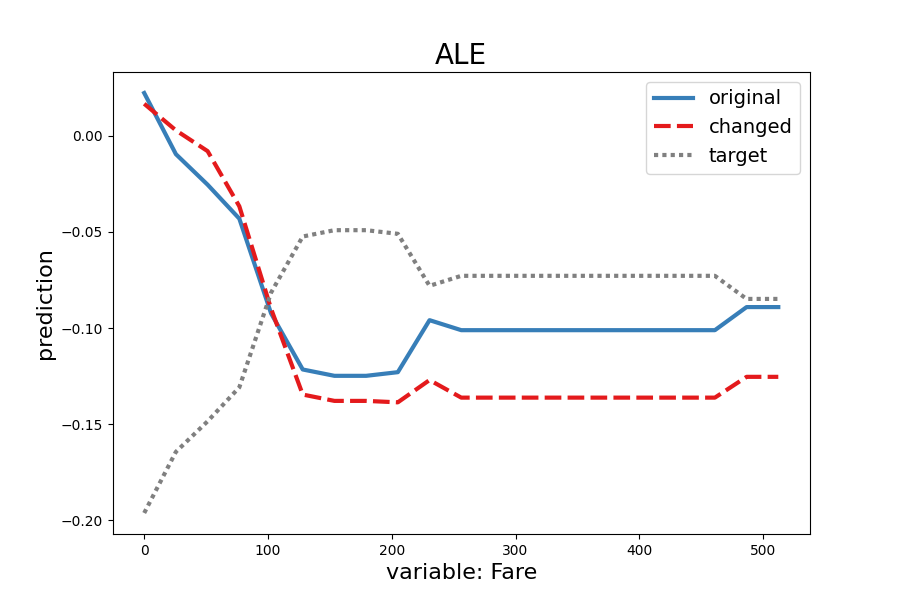 ALE
original
changed
target
0.00
−0.05
−0.10
−0.15
−0.20
prediction
0
100
200
300
400
500
variable: Fare